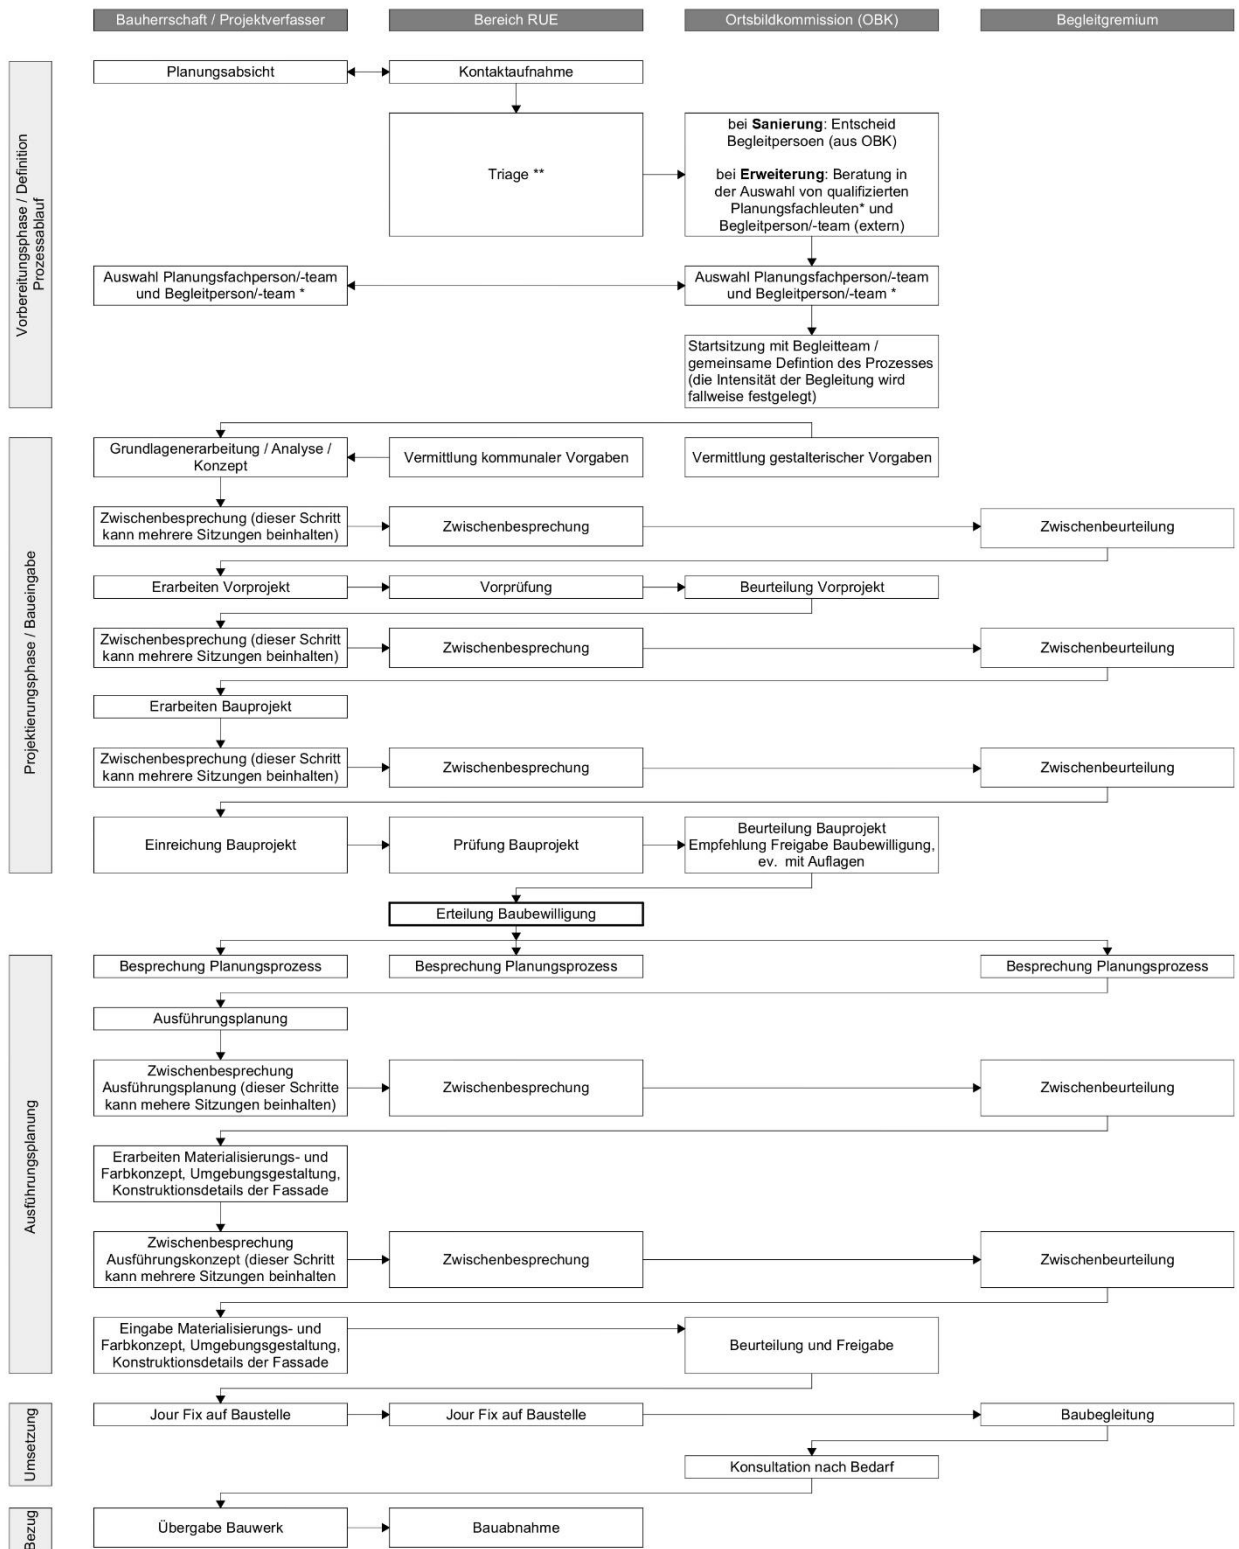 Bauherrschaft / Projektverfasser
Bereich RUE
Ortsbildkommission (OBK)
Begleitgremium
Vorbereitungsphase / Definition
Prozessablauf
Planungsabsicht
Kontaktaufnahme
Triage **
bei Sanierung: Entscheid
Begleitpersoen (aus OBK)
bei Erweiterung: Beratung in
der Auswahl von qualifizierten
Planungsfachleuten* und
Begleitperson/-team (extern)
Auswahl Planungsfachperson/-team
und Begleitperson/-team *
Auswahl Planungsfachperson/-team
und Begleitperson/-team *
Startsitzung mit Begleitteam /
gemeinsame Defintion des Prozesses
(die Intensität der Begleitung wird
fallweise festgelegt)
Projektierungsphase / Baueingabe
Grundlagenerarbeitung / Analyse /
Konzept
Vermittlung kommunaler Vorgaben
Vermittlung gestalterischer Vorgaben
Zwischenbesprechung (dieser Schritt
kann mehrere Sitzungen beinhalten)
Zwischenbesprechung
Zwischenbeurteilung
Erarbeiten Vorprojekt
Vorprüfung
Beurteilung Vorprojekt
Zwischenbesprechung (dieser Schritt
kann mehrere Sitzungen beinhalten)
Zwischenbesprechung
Zwischenbeurteilung
Erarbeiten Bauprojekt
Zwischenbesprechung (dieser Schritt
kann mehrere Sitzungen beinhalten)
Zwischenbesprechung
Zwischenbeurteilung
Einreichung Bauprojekt
Prüfung Bauprojekt
Beurteilung Bauprojekt
Empfehlung Freigabe Baubewilligung,
ev. mit Auflagen
Erteilung Baubewilligung
Ausführungsplanung
Besprechung Planungsprozess
Besprechung Planungsprozess
Besprechung Planungsprozess
Ausführungsplanung
Zwischenbesprechung
Ausführungsplanung (dieser Schritte
kann mehere Sitzungen beinhalten)
Zwischenbesprechung
Zwischenbeurteilung
Erarbeiten Materialisierungs- und
Farbkonzept, Umgebungsgestaltung,
Konstruktionsdetails der Fassade
Zwischenbesprechung
Ausführungskonzept (dieser Schritt
kann mehrere Sitzungen beinhalten
Zwischenbesprechung
Zwischenbeurteilung
Eingabe Materialisierungs- und
Farbkonzept, Umgebungsgestaltung,
Konstruktionsdetails der Fassade
Beurteilung und Freigabe
Umsetzung
Jour Fix auf Baustelle
Jour Fix auf Baustelle
Baubegleitung
Konsultation nach Bedarf
Bezug
Übergabe Bauwerk
Bauabnahme